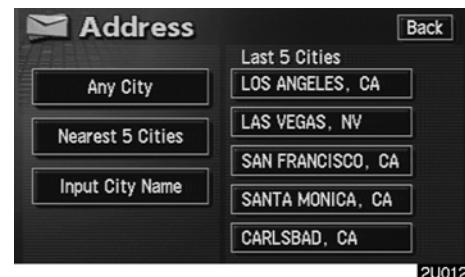 Address
Back
Any City
Nearest 5 Cities
Input City Name
Last 5 Cities
LOS ANGELES, CA
LAS VEGAS, NV
SAN FRANCISCO, CA
SANTA MONICA, CA
CARLSBAD, CA
2U012